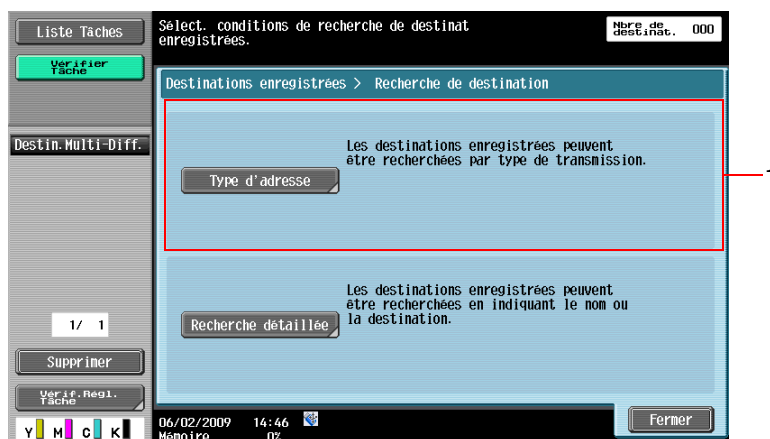 Liste Tâches
Vérifier
Tâche
Destin.Multi-Diff.
1/ 1
Supprimer
Vérif.Régl.
Tâche
Y M C K
Sélect. conditions de recherche de destinat
enregistrées.
Nbre de
destinat. 000
Destinations enregistrées > Recherche de destination
Les destinations enregistrées peuvent
être recherchées par type de transmission.
Type d'adresse
Les destinations enregistrées peuvent
être recherchées en indiquant le nom ou
la destination.
Recherche détaillée
06/02/2009 14:46
Mémoire 0%
Fermer